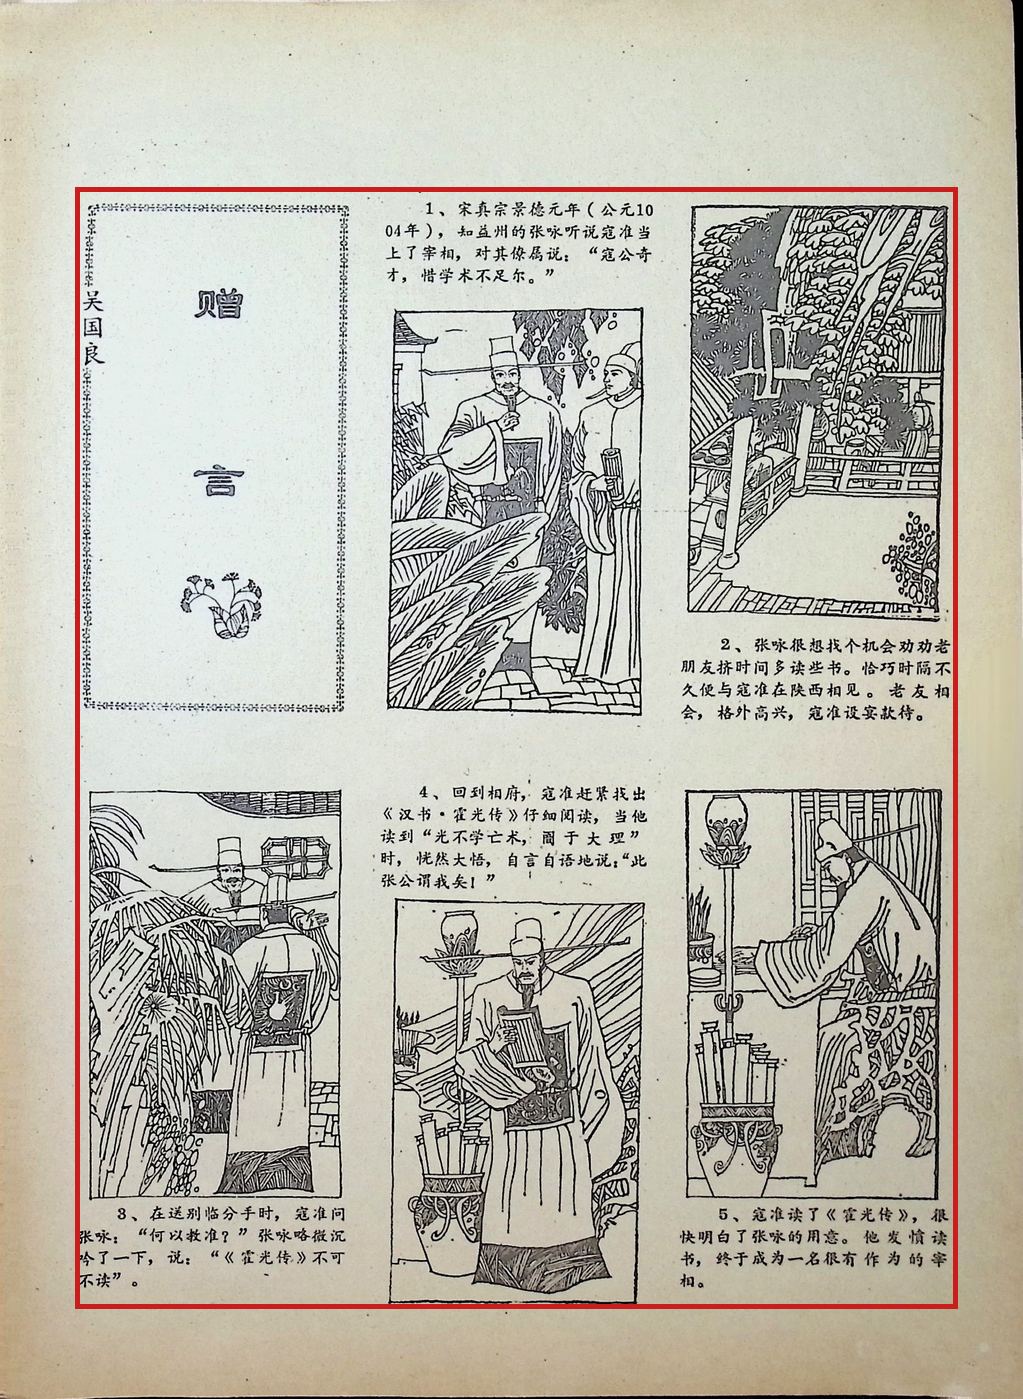 赠言
吴国良
1、宋真宗景德元年(公元10
04年),知益州的张咏听说寇准当
上了宰相,对其僚属说:“寇公奇
才,惜学术不足尔。”
2、张咏很想找个机会劝劝老
朋友挤时间多读些书。恰巧时隔不
久便与寇准在陕西相见。老友相
会,格外高兴,寇准设宴款待。
3、在送别临分手时,寇准问
张咏:“何以教准?”张咏略微沉
吟了一下,说:“《霍光传》不可
不读”。
4、回到相府,寇准赶紧找出
《汉书·霍光传》仔细阅读,当他
读到“光不学亡术,阇于大理”
时,恍然大悟,自言自语地说:“此
张公谓我矣!”
5、寇准读了《霍光传》,很
快明白了张咏的用意。他发愤读
书,终于成为一名很有作为的宰
相。